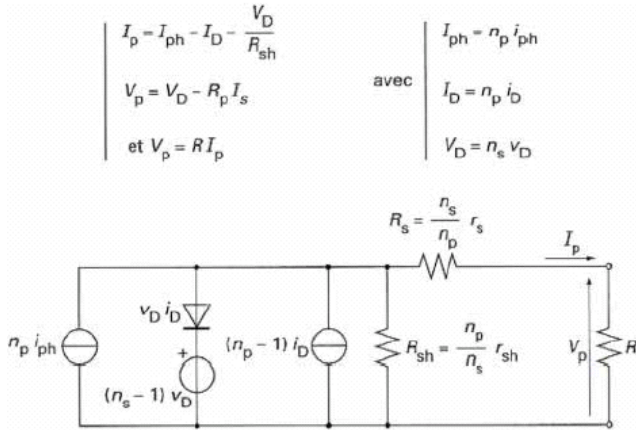 I_p = I_ph – I_D – V_D / R_sh
V_p = V_D – R_p I_s
et V_p = R I_p
avec
I_ph = n_p i_ph
I_D = n_p i_D
V_D = n_s v_D
R_s = n_s / n_p r_s
I_p
v_D i_D
n_p i_ph
+
(n_s – 1) v_D
(n_p – 1) i_D
R_sh = n_p / n_s r_sh
V_p
R